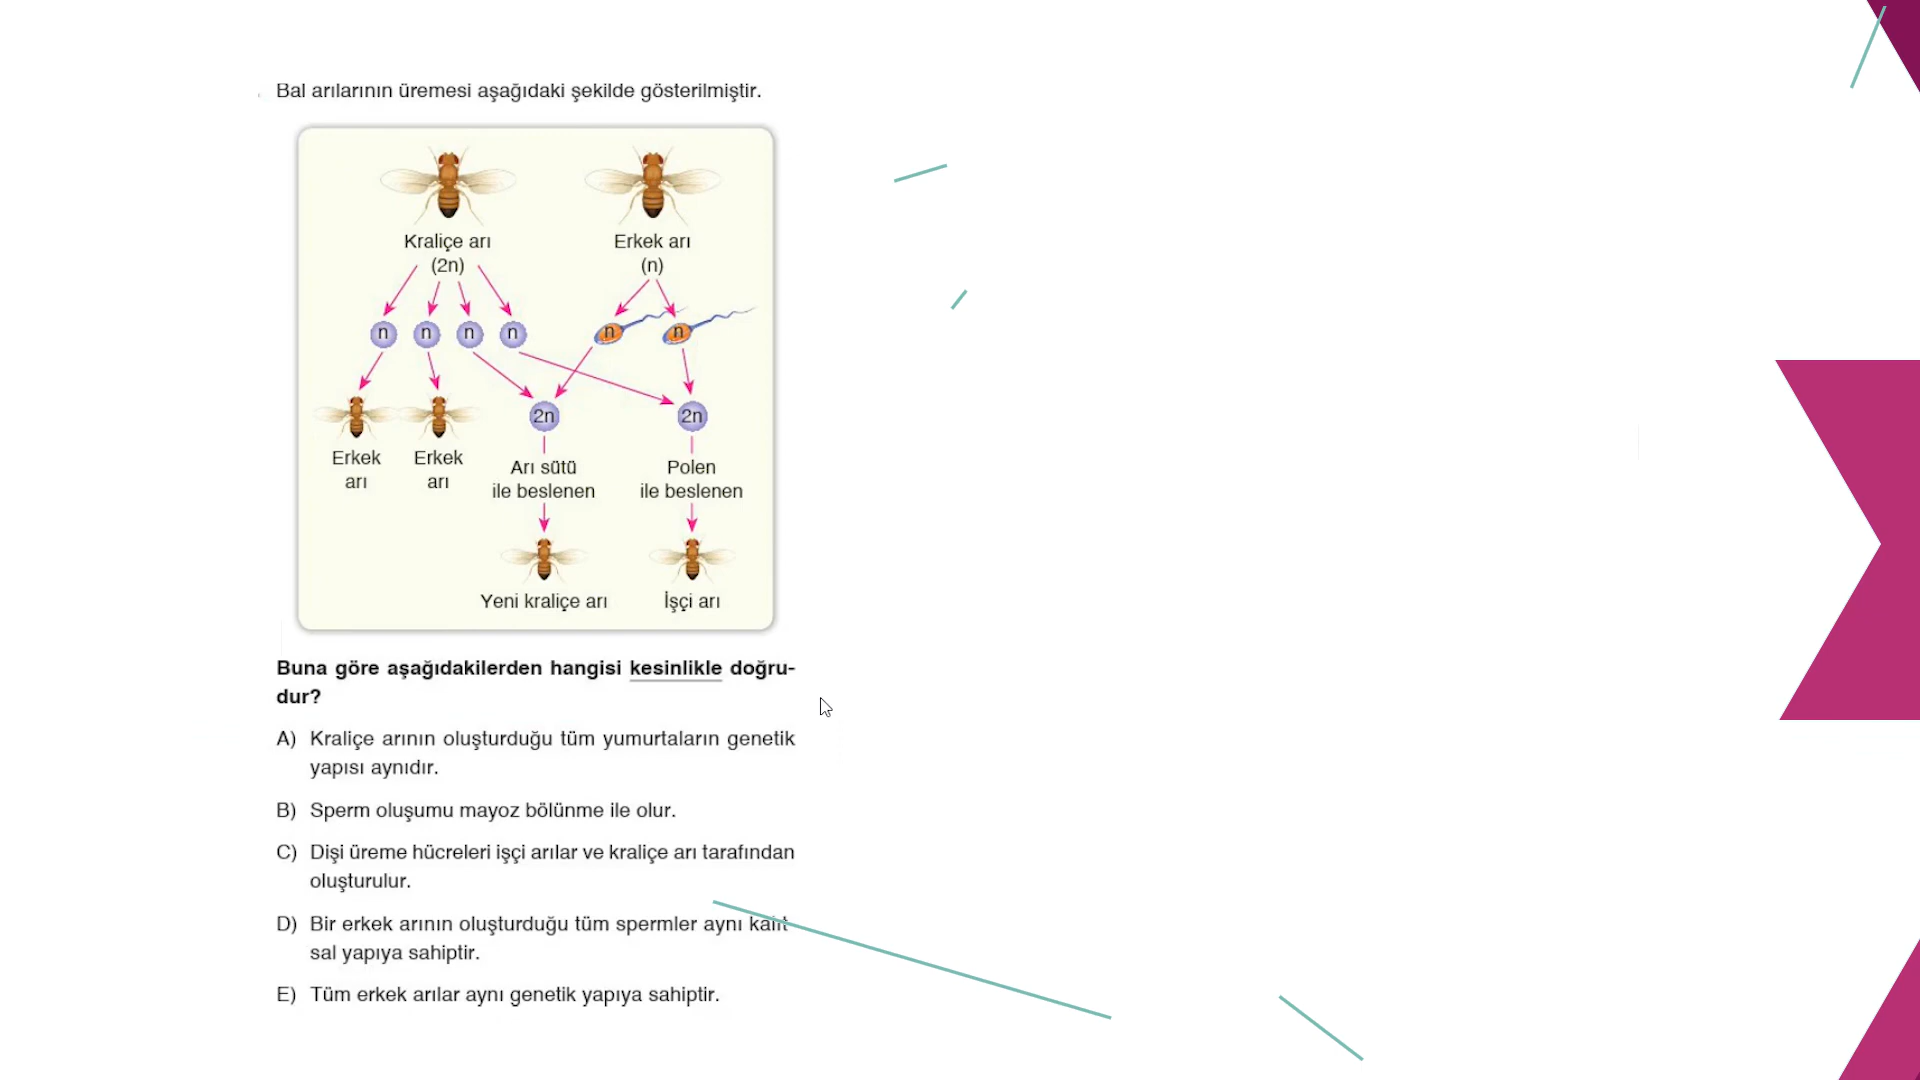 Bal arılarının üremesi aşağıdaki şekilde gösterilmiştir.
Kraliçe arı
(2n)
Erkek arı
(n)
n
n
n
n
n
n
2n
2n
Erkek
arı
Erkek
arı
Arı sütü
ile beslenen
Polen
ile beslenen
Yeni kraliçe arı
İşçi arı
Buna göre aşağıdakilerden hangisi kesinlikle doğru-
dur?
A) Kraliçe arının oluşturduğu tüm yumurtaların genetik
yapısı aynıdır.
B) Sperm oluşumu mayoz bölünme ile olur.
C) Dişi üreme hücreleri işçi arılar ve kraliçe arı tarafından
oluşturulur.
D) Bir erkek arının oluşturduğu tüm spermler aynı kalıt-
sal yapıya sahiptir.
E) Tüm erkek arılar aynı genetik yapıya sahiptir.